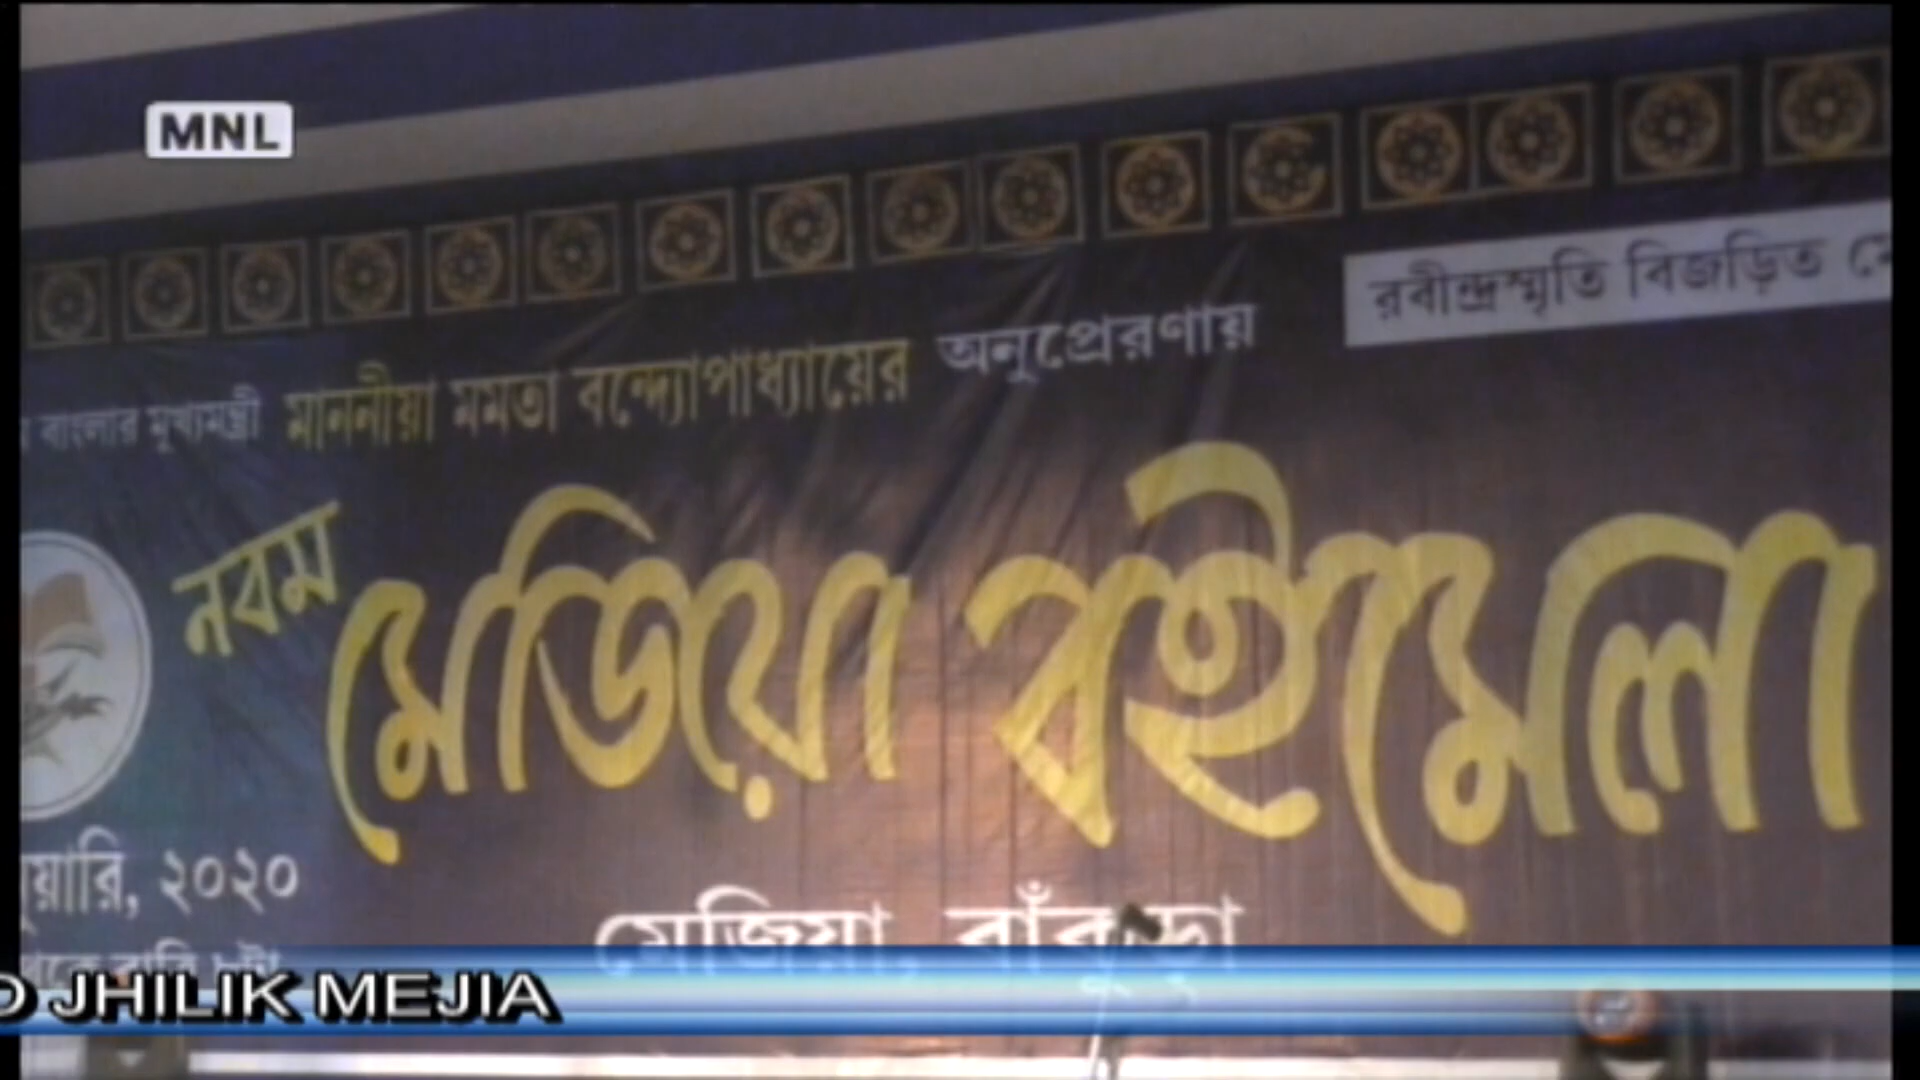 MNL
রবীন্দ্রস্মৃতি বিজড়িত
বাংলার মুখ্যমন্ত্রী মাননীয়া মমতা বন্দ্যোপাধ্যায়ের অনুপ্রেরণায়
নবম
মেজিয়া বইমেলা
২০২০
মেজিয়া, বাঁকুড়া
JHILIK MEJIA